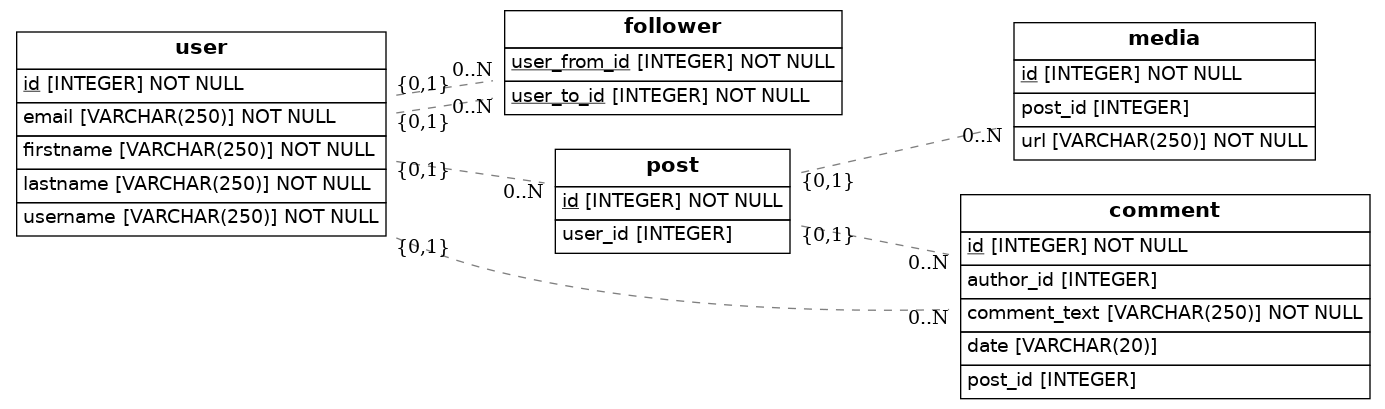 user
id [INTEGER] NOT NULL
email [VARCHAR(250)] NOT NULL
firstname [VARCHAR(250)] NOT NULL
lastname [VARCHAR(250)] NOT NULL
username [VARCHAR(250)] NOT NULL
{0,1}
0..N
{0,1}
0..N
{0,1}
0..N
{0,1}
0..N
follower
user_from_id [INTEGER] NOT NULL
user_to_id [INTEGER] NOT NULL
post
id [INTEGER] NOT NULL
user_id [INTEGER]
{0,1}
0..N
{0,1}
0..N
media
id [INTEGER] NOT NULL
post_id [INTEGER]
url [VARCHAR(250)] NOT NULL
comment
id [INTEGER] NOT NULL
author_id [INTEGER]
comment_text [VARCHAR(250)] NOT NULL
date [VARCHAR(20)]
post_id [INTEGER]